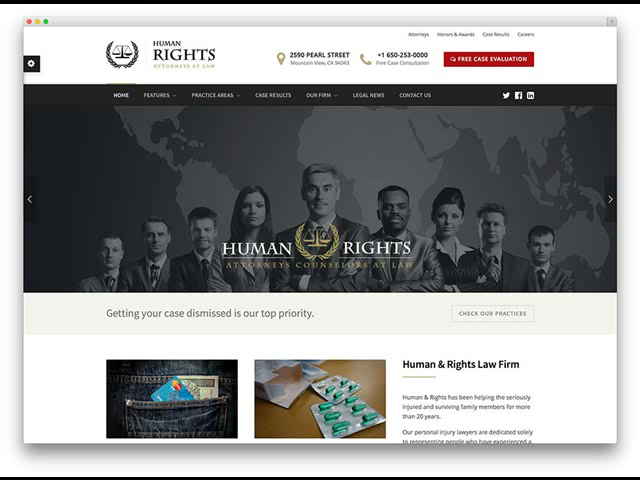 Attorneys Honors & Awards Case Results Careers
HUMAN
RIGHTS
ATTORNEYS AT LAW
2590 PEARL STREET
Mountain View, CA 94043
+1 650-253-0000
Free Case Consultation
FREE CASE EVALUATION
HOME FEATURES PRACTICE AREAS CASE RESULTS OUR FIRM LEGAL NEWS CONTACT US
HUMAN RIGHTS
ATTORNEYS COUNSELORS AT LAW
Getting your case dismissed is our top priority.
CHECK OUR PRACTICES
Human & Rights Law Firm
Human & Rights has been helping the seriously
injured and surviving family members for more
than 20 years.
Our personal injury lawyers are dedicated solely
to representing people who have experienced a